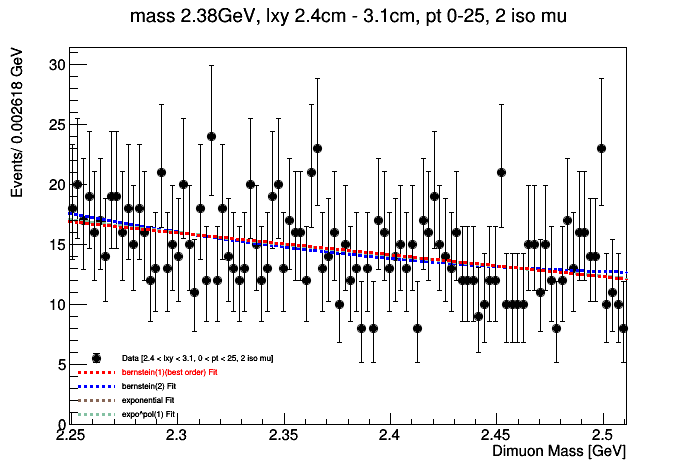 mass 2.38GeV, lxy 2.4cm - 3.1cm, pt 0-25, 2 iso mu
Events/ 0.002618 GeV
30
25
20
15
10
5
0
Data [2.4 < lxy < 3.1, 0 < pt < 25, 2 iso mu]
bernstein(1)(best order) Fit
bernstein(2) Fit
exponential Fit
expo*pol(1) Fit
2.25 2.3 2.35 2.4 2.45 2.5
Dimuon Mass [GeV]